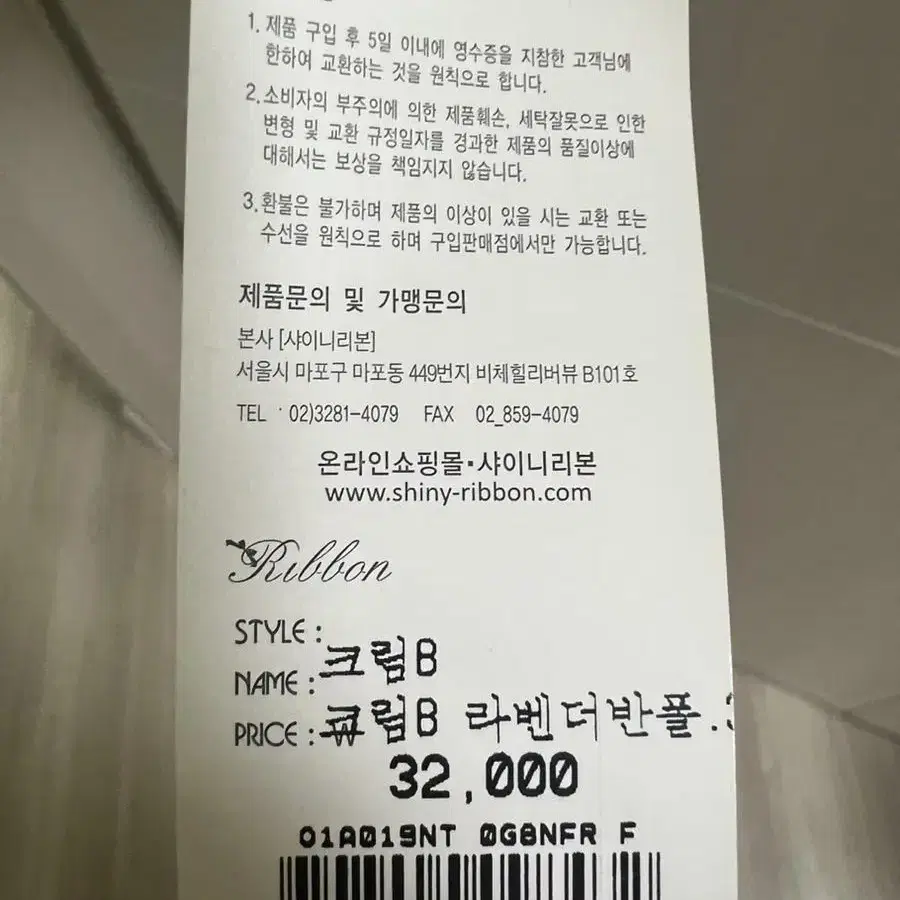 1. 제품 구입 후 5일 이내에 영수증을 지참한 고객님에
한하여 교환하는 것을 원칙으로 합니다.
2. 소비자의 부주의에 의한 제품훼손, 세탁잘못으로 인한
변형 및 교환 규정일자를 경과한 제품의 품질이상에
대해서는 보상을 책임지지 않습니다.
3. 환불은 불가하며 제품의 이상이 있을 시는 교환 또는
수선을 원칙으로 하며 구입판매점에서만 가능합니다.
제품문의 및 가맹문의
본사 [샤이니리본]
서울시 마포구 마포동 449번지 비체힐리버뷰 B101호
TEL · 02)3281-4079 FAX 02_859-4079
온라인쇼핑몰·샤이니리본
www.shiny-ribbon.com
Ribbon
STYLE :
크림B
NAME :
크림B 라벤더반폴.
PRICE : ₩
32,000
01A019NT 0G8NFR F